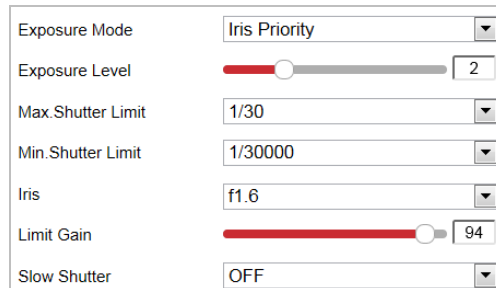 Exposure Mode Iris Priority
Exposure Level 2
Max.Shutter Limit 1/30
Min.Shutter Limit 1/30000
Iris f1.6
Limit Gain 94
Slow Shutter OFF